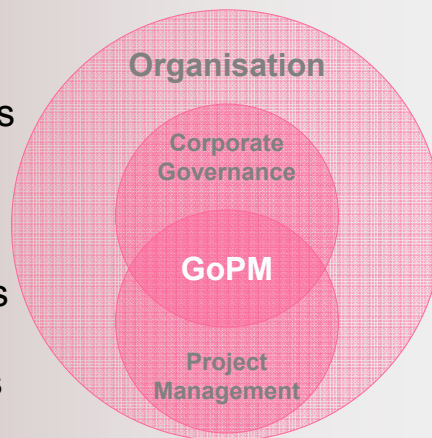 Organisation
s
Corporate
Governance
GoPM
s
Project
Management
s